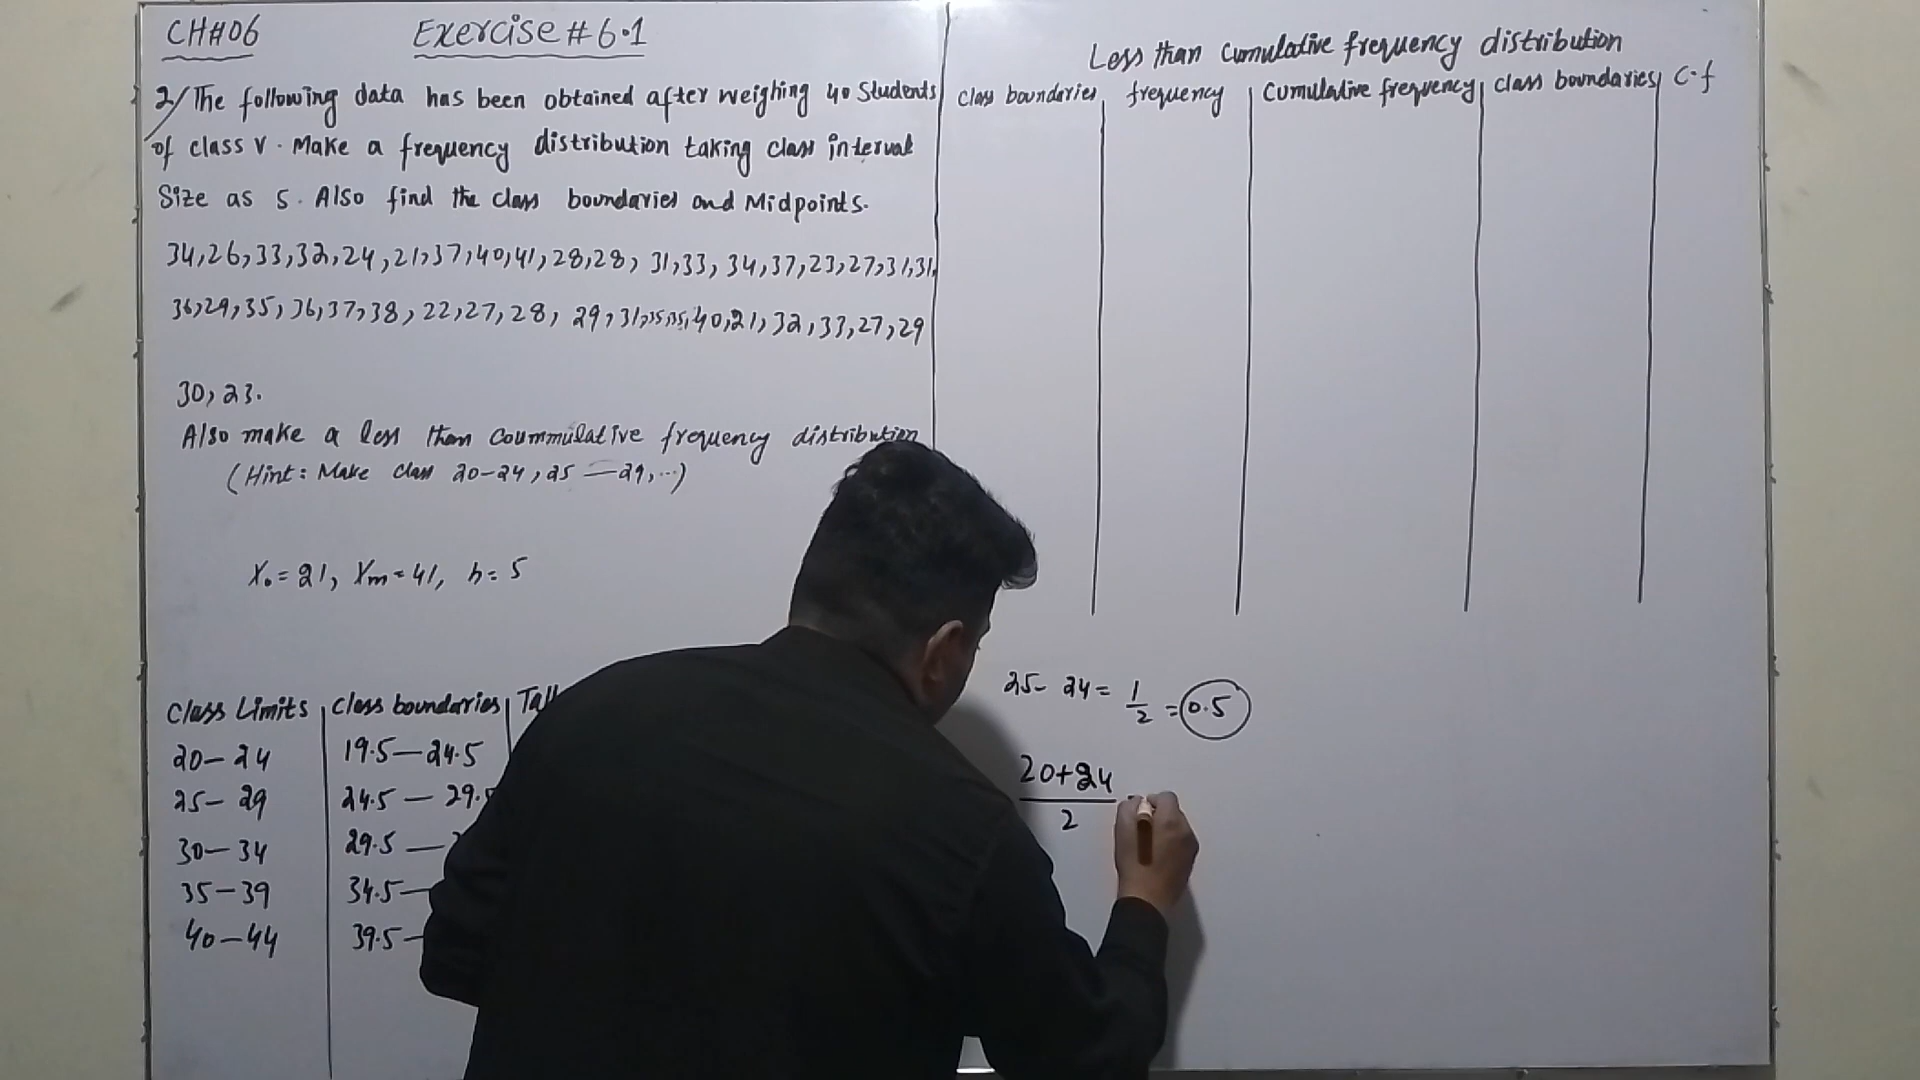 CH#06
Exercise # 6.1
2/ The following data has been obtained after weighing 40 Students
of class V. Make a frequency distribution taking class interval
Size as 5. Also find the class boundaries and Midpoints.
34,26,33,32,24,21,37,40,41,28,28, 31,33, 34,37,23,27,31,31,
36,29,35,36,37,38,22,27,28, 29,31,35,35,40,21,32,33,27,29
30,23.
Also make a less than coummulative frequency distribution
(Hint: Make class 20-24, 25-29,...)
X₀=21, Xm=41, h=5
Class Limits | Class boundaries |
20-24 19.5-24.5
25-29 24.5-29.
30-34 29.5-
35-39 34.5-
40-44 39.5-
Less than cumulative frequency distribution
class boundaries | frequency | cumulative frequency | class boundaries | C.f
25-24 = 1/2 = 0.5
20+24
2